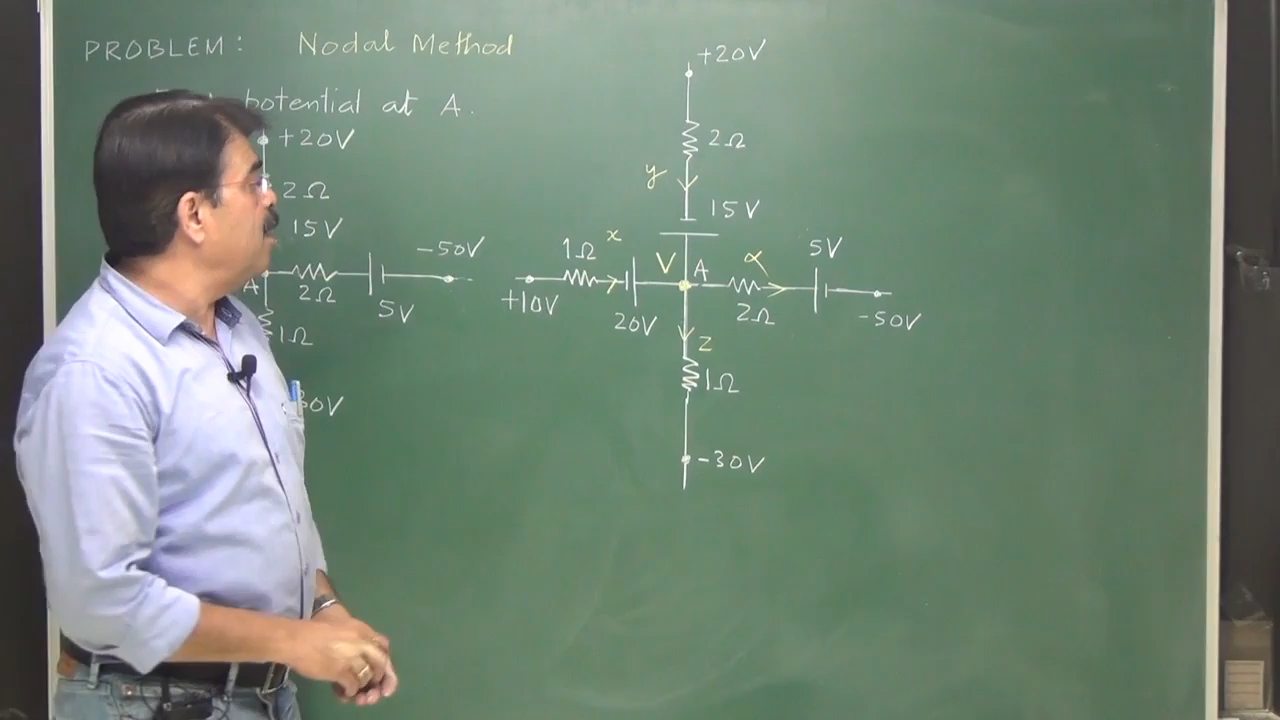 PROBLEM: Nodal Method
potential at A.
+20V
2Ω
15V
-50V
A
2Ω
5V
1Ω
30V
+20V
2Ω
y
15V
1Ω
x
V
A
α
5V
+10V
20V
2Ω
-50V
z
1Ω
-30V